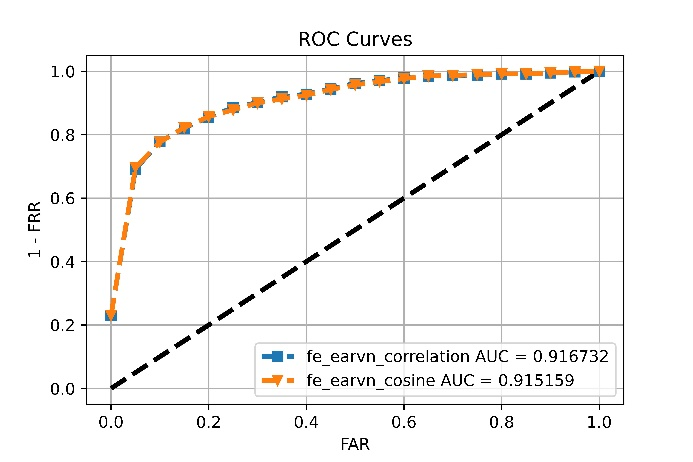 ROC Curves
1 - FRR
1.0
0.8
0.6
0.4
0.2
0.0
fe_earvn_correlation AUC = 0.916732
fe_earvn_cosine AUC = 0.915159
0.0 0.2 0.4 0.6 0.8 1.0
FAR